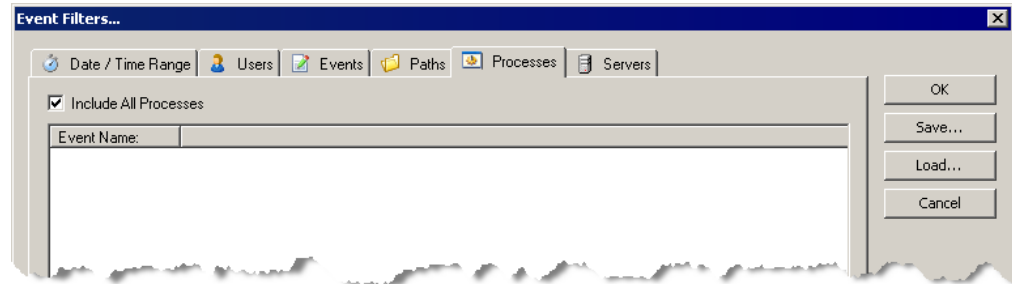 Event Filters...
Date / Time Range Users Events Paths Processes Servers
Include All Processes
Event Name:
OK
Save...
Load...
Cancel